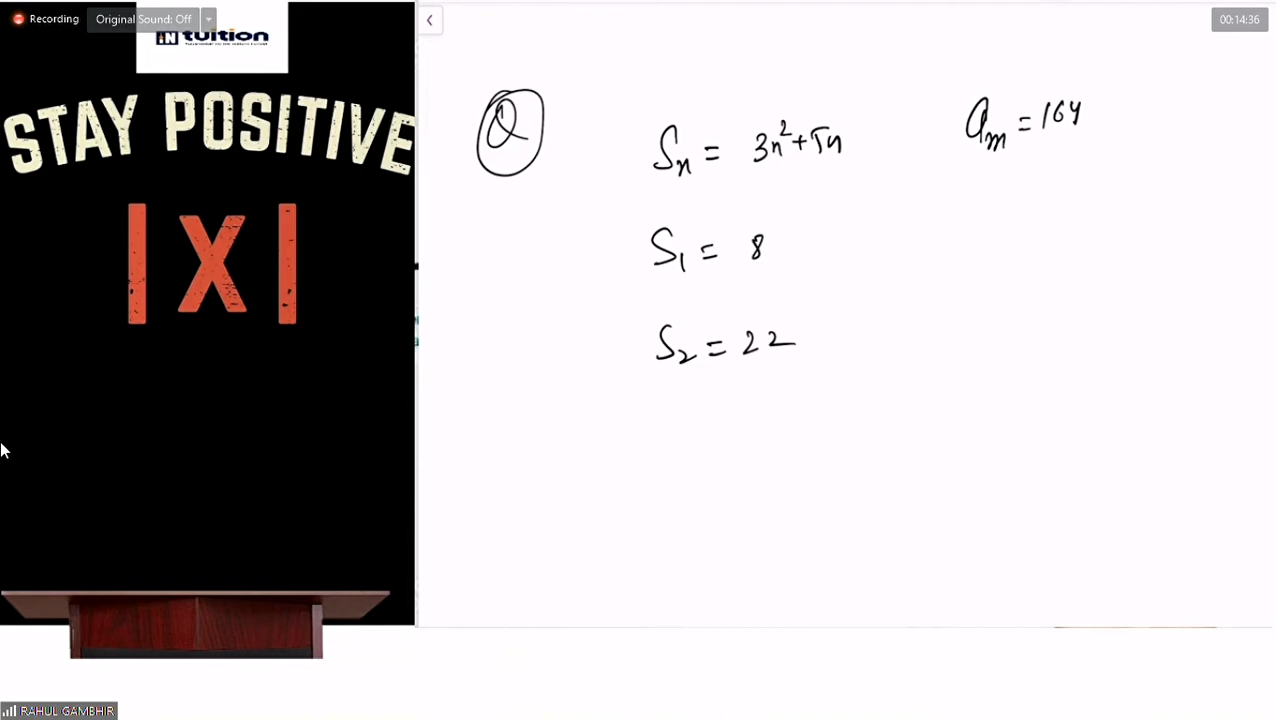 Recording
Original Sound: Off
00:14:36
iN tuition
STAY POSITIVE
|x|
Q
Sₙ = 3n²+5n
aₘ = 164
S₁ = 8
S₂ = 22
RAHUL GAMBHIR